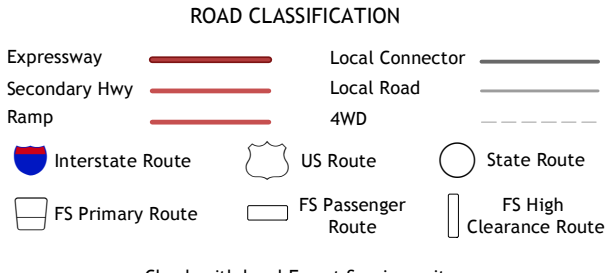 ROAD CLASSIFICATION
Expressway
Local Connector
Secondary Hwy
Local Road
Ramp
4WD
Interstate Route
US Route
State Route
FS Primary Route
FS Passenger
Route
FS High
Clearance Route